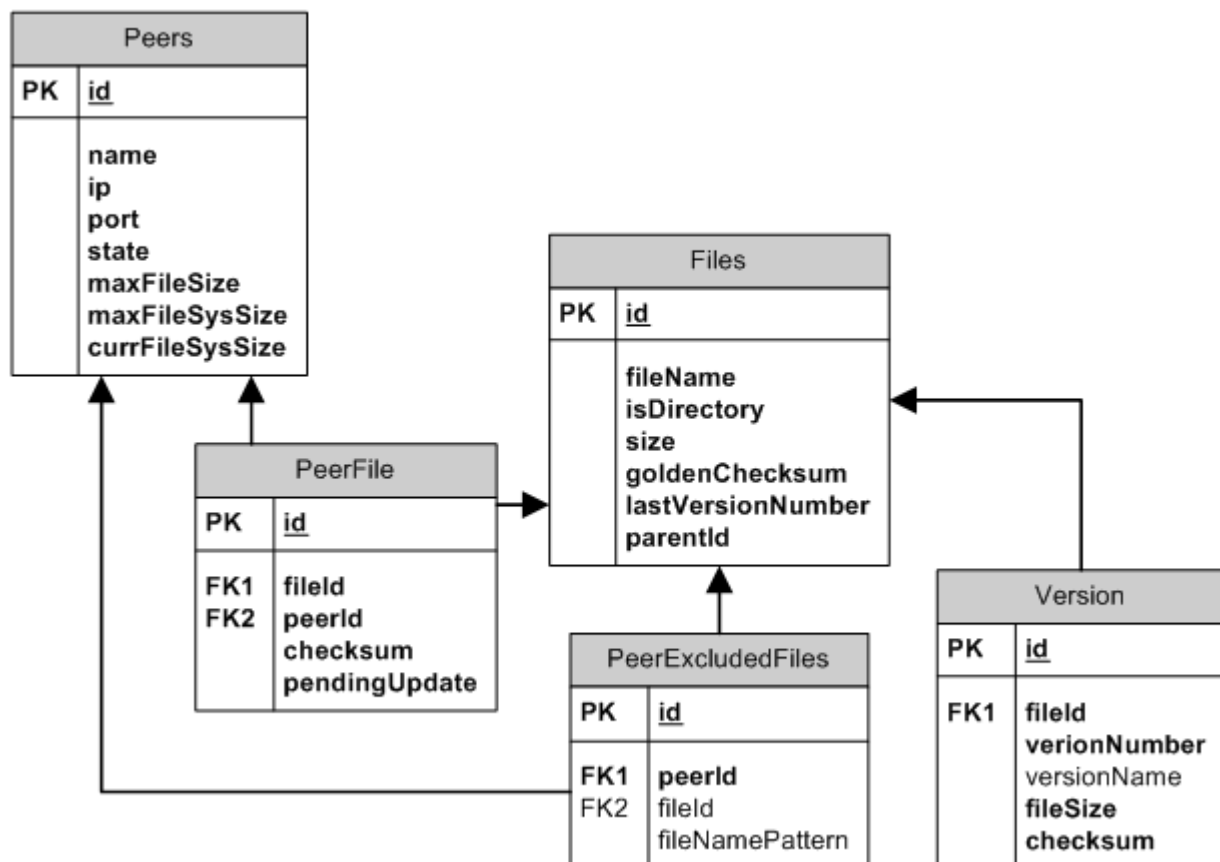 Peers
PK id
name
ip
port
state
maxFileSize
maxFileSysSize
currFileSysSize
Files
PK id
fileName
isDirectory
size
goldenChecksum
lastVersionNumber
parentId
PeerFile
PK id
FK1 fileId
FK2 peerId
checksum
pendingUpdate
PeerExcludedFiles
PK id
FK1 peerId
FK2 fileId
fileNamePattern
Version
PK id
FK1 fileId
verionNumber
versionName
fileSize
checksum